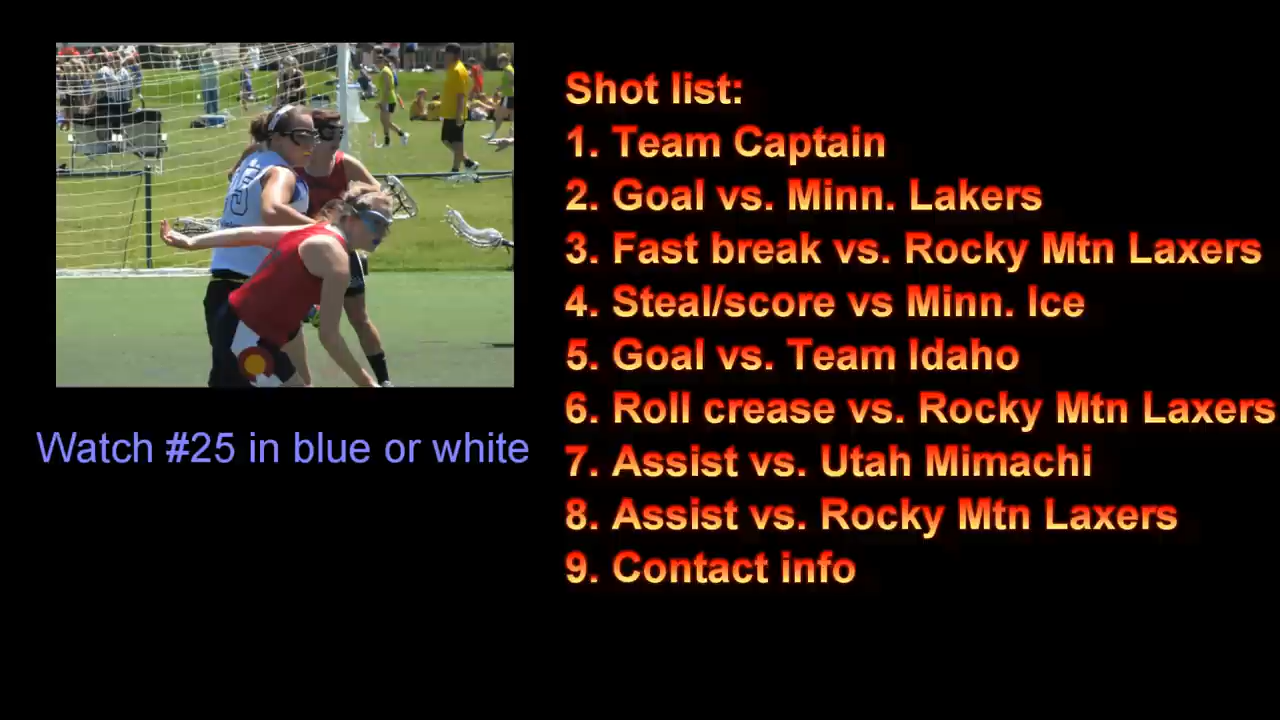 Shot list:
1. Team Captain
2. Goal vs. Minn. Lakers
3. Fast break vs. Rocky Mtn Laxers
4. Steal/score vs Minn. Ice
5. Goal vs. Team Idaho
6. Roll crease vs. Rocky Mtn Laxers
7. Assist vs. Utah Mimachi
8. Assist vs. Rocky Mtn Laxers
9. Contact info
Watch #25 in blue or white